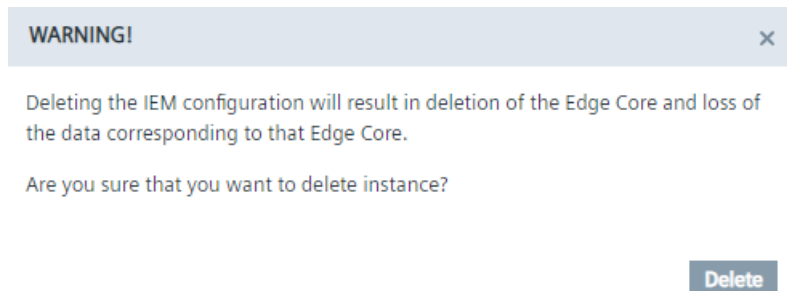 WARNING!
Deleting the IEM configuration will result in deletion of the Edge Core and loss of
the data corresponding to that Edge Core.
Are you sure that you want to delete instance?
Delete